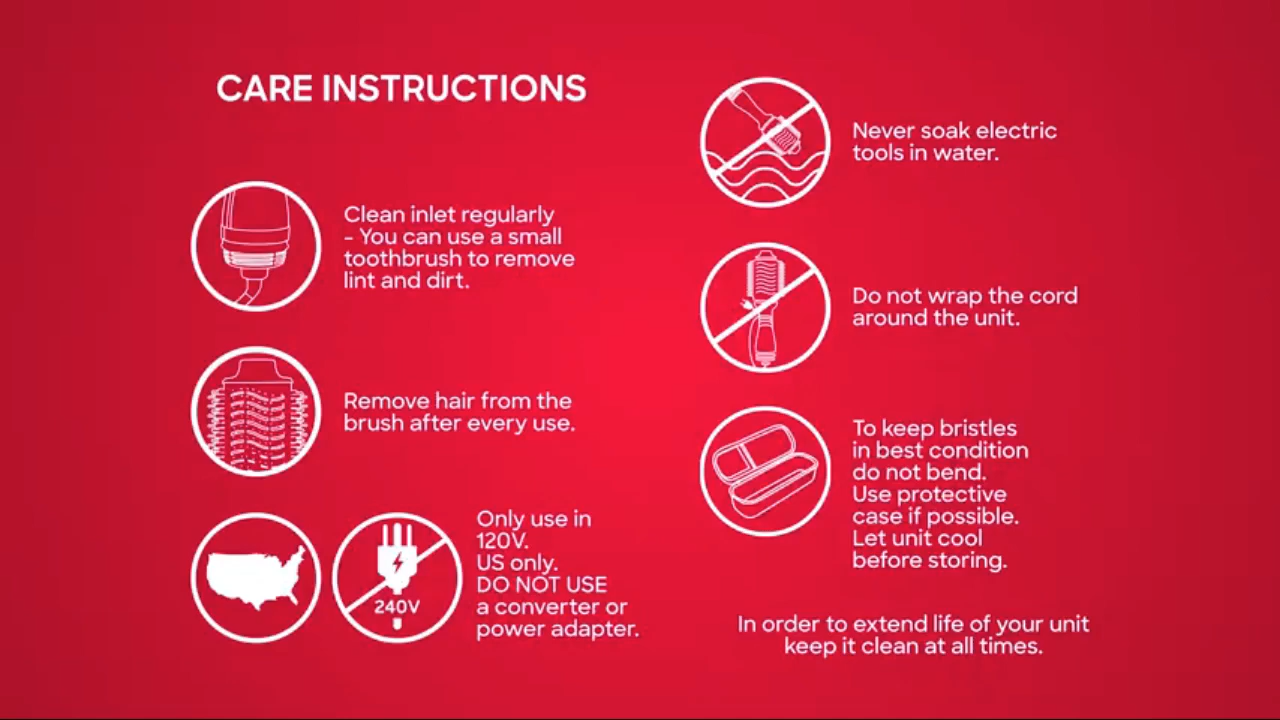 CARE INSTRUCTIONS
Clean inlet regularly
- You can use a small
toothbrush to remove
lint and dirt.
Remove hair from the
brush after every use.
240V
Only use in
120V.
US only.
DO NOT USE
a converter or
power adapter.
Never soak electric
tools in water.
Do not wrap the cord
around the unit.
To keep bristles
in best condition
do not bend.
Use protective
case if possible.
Let unit cool
before storing.
In order to extend life of your unit
keep it clean at all times.